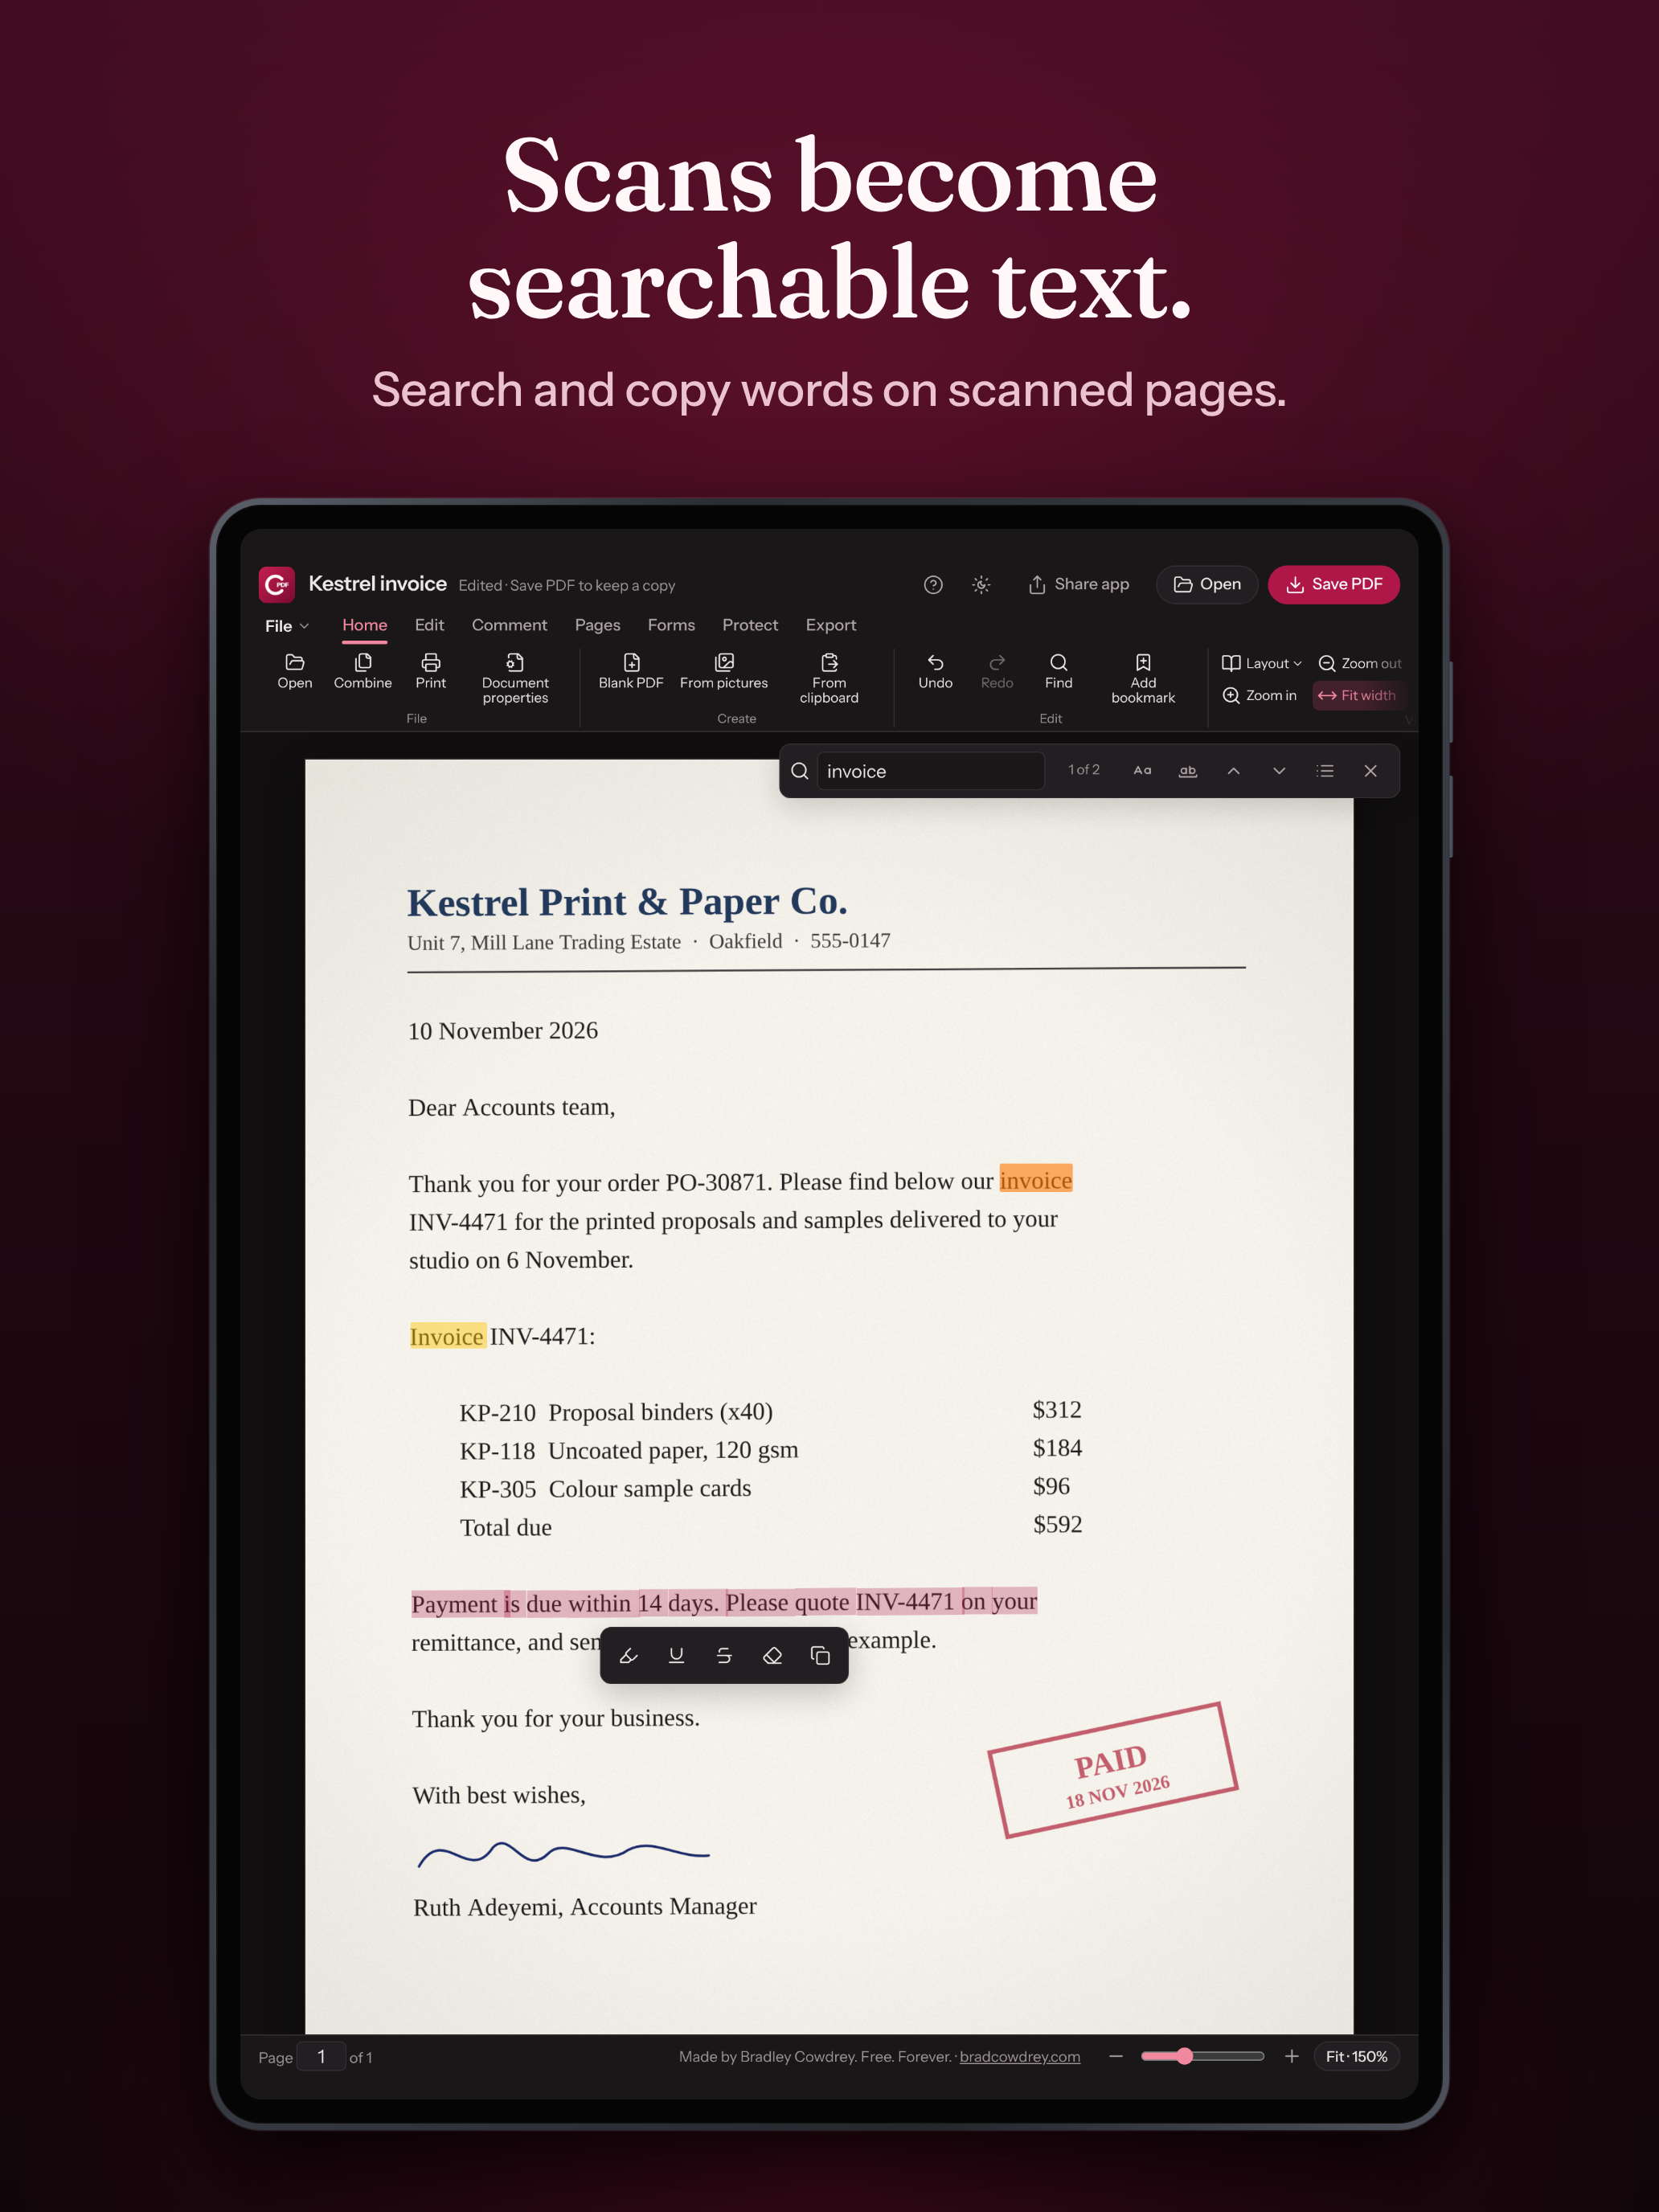 Scans become
searchable text.
Search and copy words on scanned pages.
PDF
Kestrel invoice Edited · Save PDF to keep a copy
Share app Open Save PDF
File Home Edit Comment Pages Forms Protect Export
Open Combine Print Document properties
Blank PDF From pictures From clipboard
Undo Redo Find Add bookmark
Layout Zoom out
Zoom in Fit width
File Create Edit
invoice 1 of 2 Aa ab
Kestrel Print & Paper Co.
Unit 7, Mill Lane Trading Estate · Oakfield · 555-0147
10 November 2026
Dear Accounts team,
Thank you for your order PO-30871. Please find below our invoice
INV-4471 for the printed proposals and samples delivered to your
studio on 6 November.
Invoice INV-4471:
KP-210 Proposal binders (x40) $312
KP-118 Uncoated paper, 120 gsm $184
KP-305 Colour sample cards $96
Total due $592
Payment is due within 14 days. Please quote INV-4471 on your
remittance, and example.
Thank you for your business.
PAID
18 NOV 2026
With best wishes,
Ruth Adeyemi, Accounts Manager
Page 1 of 1 Made by Bradley Cowdrey. Free. Forever. · bradcowdrey.com Fit · 150%